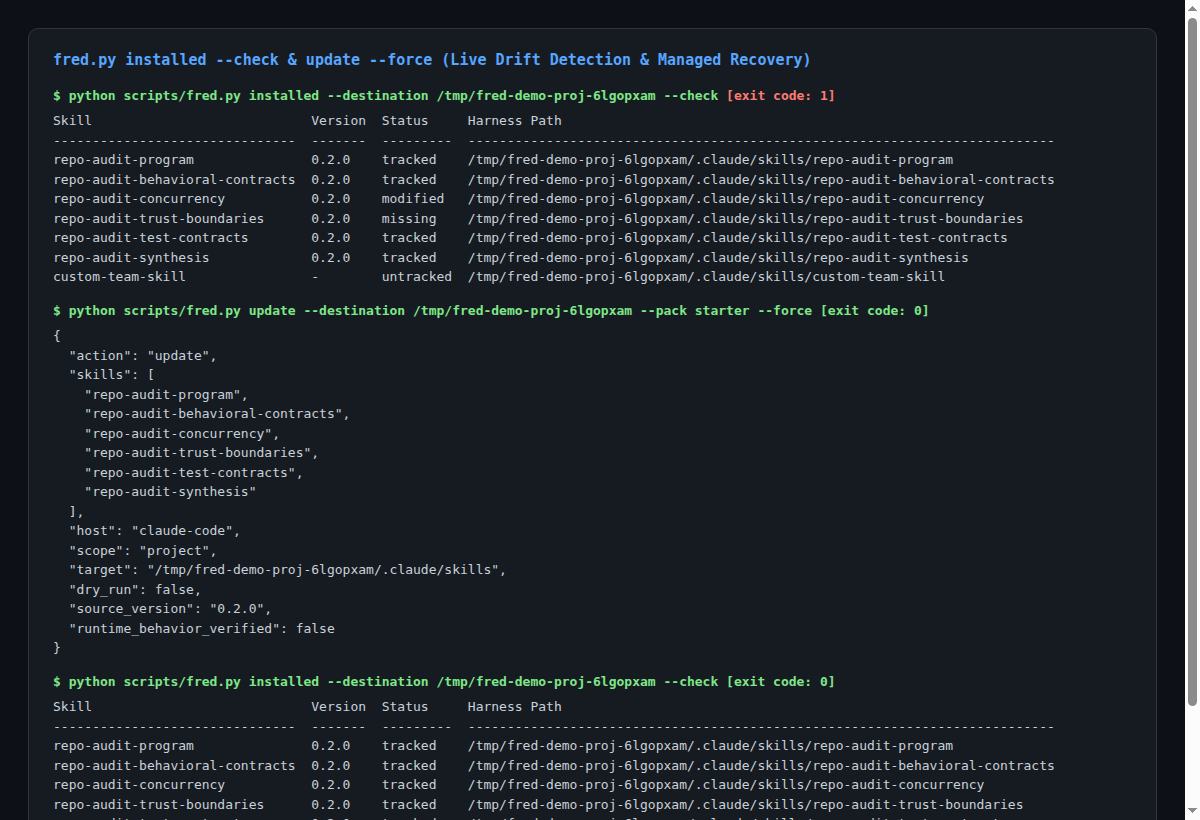 fred.py installed --check & update --force (Live Drift Detection & Managed Recovery)
$ python scripts/fred.py installed --destination /tmp/fred-demo-proj-6lgopxam --check [exit code: 1]
Skill                            Version  Status     Harness Path
-------------------------------  -------  ---------  ---------------------------------------------------------------------------
repo-audit-program               0.2.0    tracked    /tmp/fred-demo-proj-6lgopxam/.claude/skills/repo-audit-program
repo-audit-behavioral-contracts  0.2.0    tracked    /tmp/fred-demo-proj-6lgopxam/.claude/skills/repo-audit-behavioral-contracts
repo-audit-concurrency           0.2.0    modified   /tmp/fred-demo-proj-6lgopxam/.claude/skills/repo-audit-concurrency
repo-audit-trust-boundaries      0.2.0    missing    /tmp/fred-demo-proj-6lgopxam/.claude/skills/repo-audit-trust-boundaries
repo-audit-test-contracts        0.2.0    tracked    /tmp/fred-demo-proj-6lgopxam/.claude/skills/repo-audit-test-contracts
repo-audit-synthesis             0.2.0    tracked    /tmp/fred-demo-proj-6lgopxam/.claude/skills/repo-audit-synthesis
custom-team-skill                -        untracked  /tmp/fred-demo-proj-6lgopxam/.claude/skills/custom-team-skill
$ python scripts/fred.py update --destination /tmp/fred-demo-proj-6lgopxam --pack starter --force [exit code: 0]
{
  "action": "update",
  "skills": [
    "repo-audit-program",
    "repo-audit-behavioral-contracts",
    "repo-audit-concurrency",
    "repo-audit-trust-boundaries",
    "repo-audit-test-contracts",
    "repo-audit-synthesis"
  ],
  "host": "claude-code",
  "scope": "project",
  "target": "/tmp/fred-demo-proj-6lgopxam/.claude/skills",
  "dry_run": false,
  "source_version": "0.2.0",
  "runtime_behavior_verified": false
}
$ python scripts/fred.py installed --destination /tmp/fred-demo-proj-6lgopxam --check [exit code: 0]
Skill                            Version  Status     Harness Path
-------------------------------  -------  ---------  ---------------------------------------------------------------------------
repo-audit-program               0.2.0    tracked    /tmp/fred-demo-proj-6lgopxam/.claude/skills/repo-audit-program
repo-audit-behavioral-contracts  0.2.0    tracked    /tmp/fred-demo-proj-6lgopxam/.claude/skills/repo-audit-behavioral-contracts
repo-audit-concurrency           0.2.0    tracked    /tmp/fred-demo-proj-6lgopxam/.claude/skills/repo-audit-concurrency
repo-audit-trust-boundaries      0.2.0    tracked    /tmp/fred-demo-proj-6lgopxam/.claude/skills/repo-audit-trust-boundaries